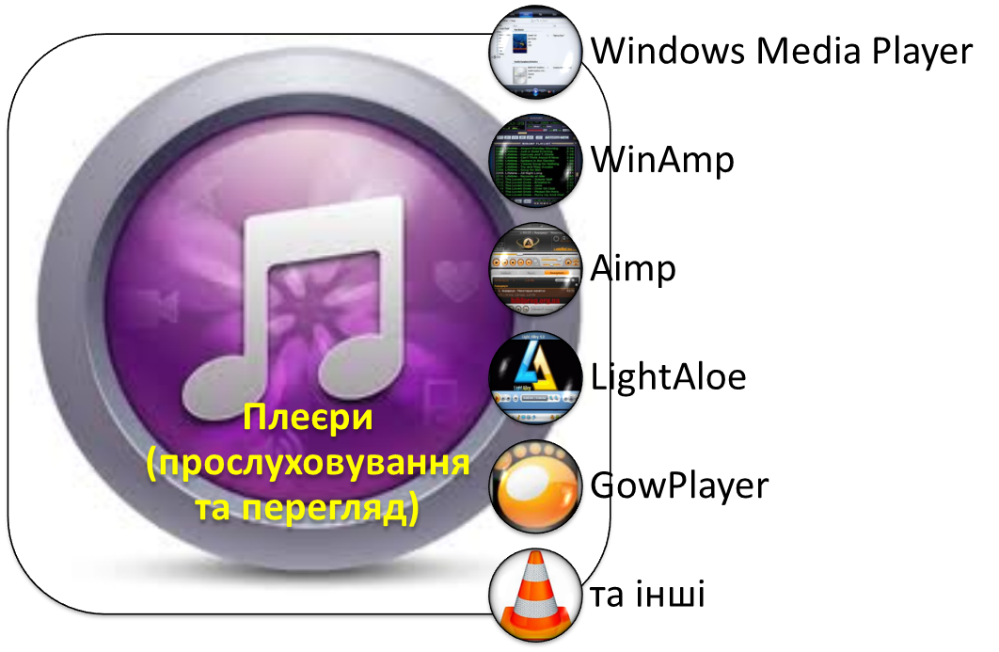 Плеєри
(прослуховування
та перегляд)
Windows Media Player
WinAmp
Aimp
LightAloe
GowPlayer
та інші